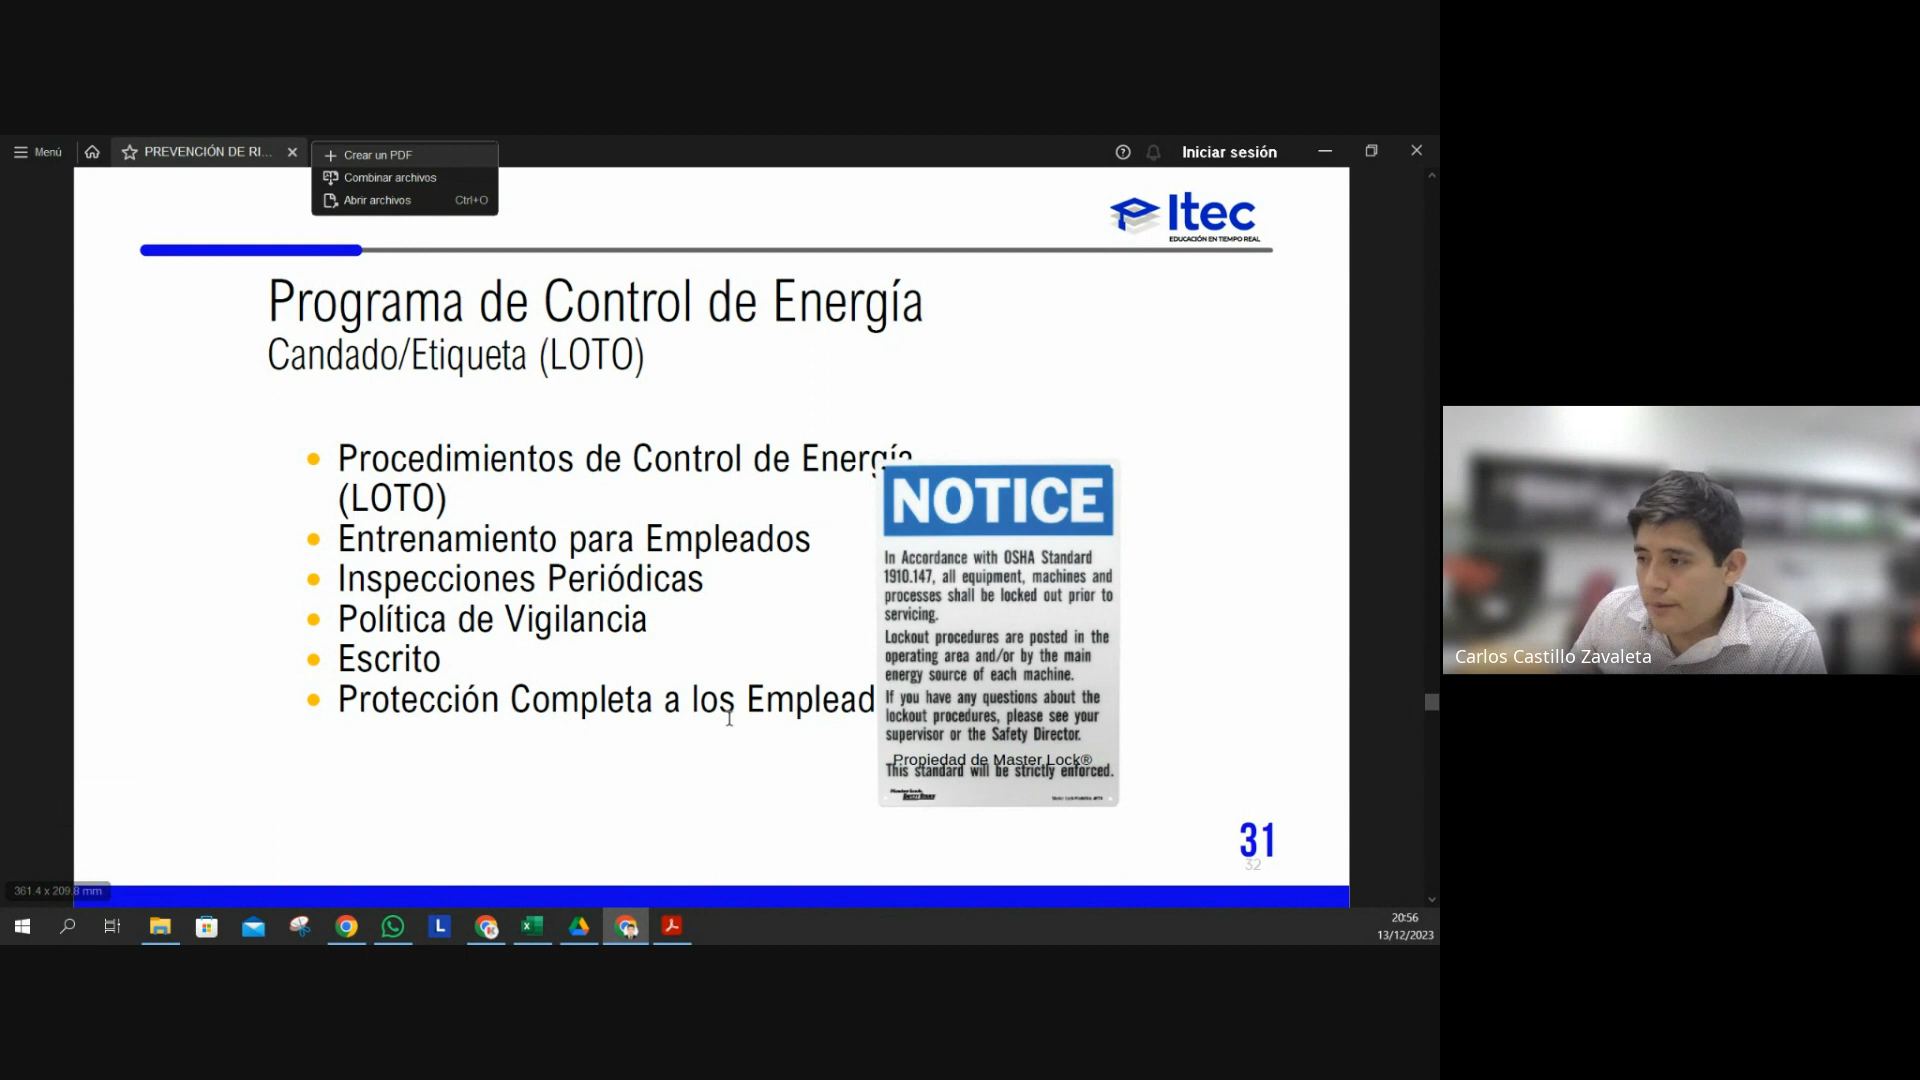 Menú
PREVENCIÓN DE RI...
Crear un PDF
Combinar archivos
Abrir archivos Ctrl+O
Iniciar sesión
Itec
EDUCACIÓN EN TIEMPO REAL
Programa de Control de Energía
Candado/Etiqueta (LOTO)
Procedimientos de Control de Energía
(LOTO)
Entrenamiento para Empleados
Inspecciones Periódicas
Política de Vigilancia
Escrito
Protección Completa a los Emplead
NOTICE
In Accordance with OSHA Standard
1910.147, all equipment, machines and
processes shall be locked out prior to
servicing.
Lockout procedures are posted in the
operating area and/or by the main
energy source of each machine.
If you have any questions about the
lockout procedures, please see your
supervisor or the Safety Director.
Propiedad de Master Lock®
This standard will be strictly enforced.
31
32
361.4 x 209.8 mm
20:56
13/12/2023
Carlos Castillo Zavaleta